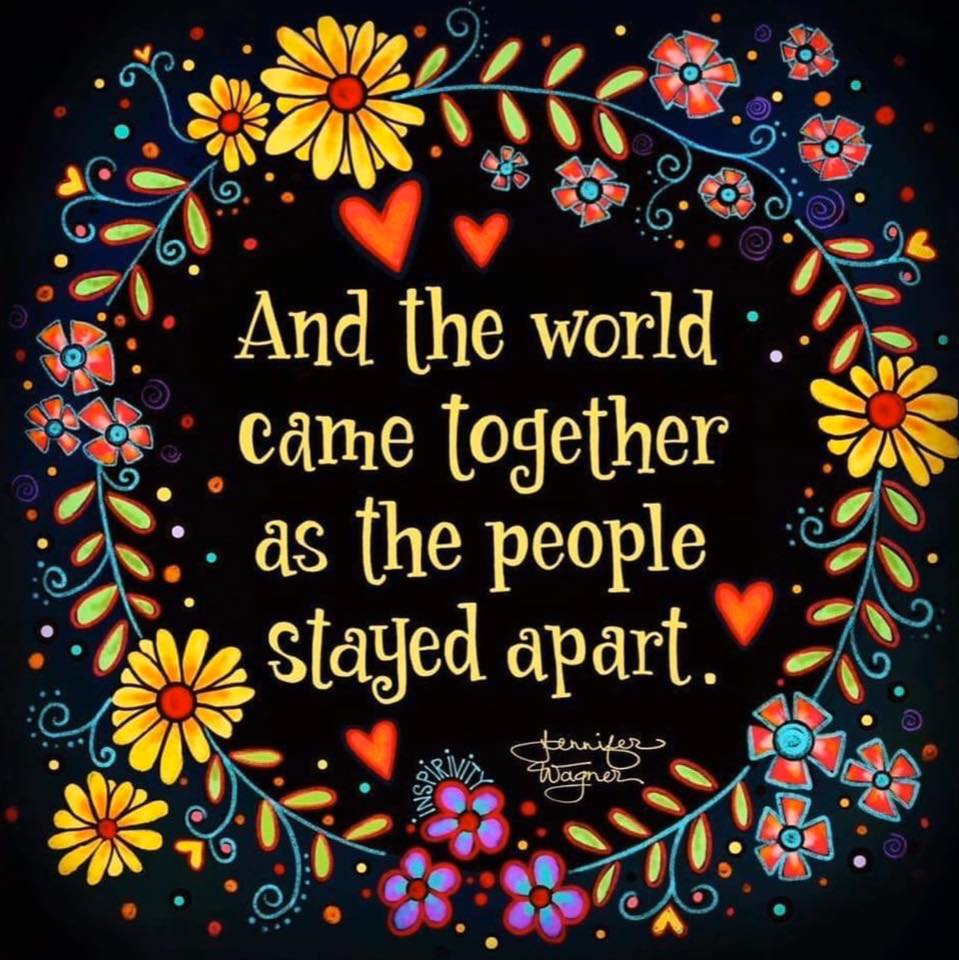 And the world
came together
as the people
stayed apart.
Jennifer
Wagner
INSPIRIVITY